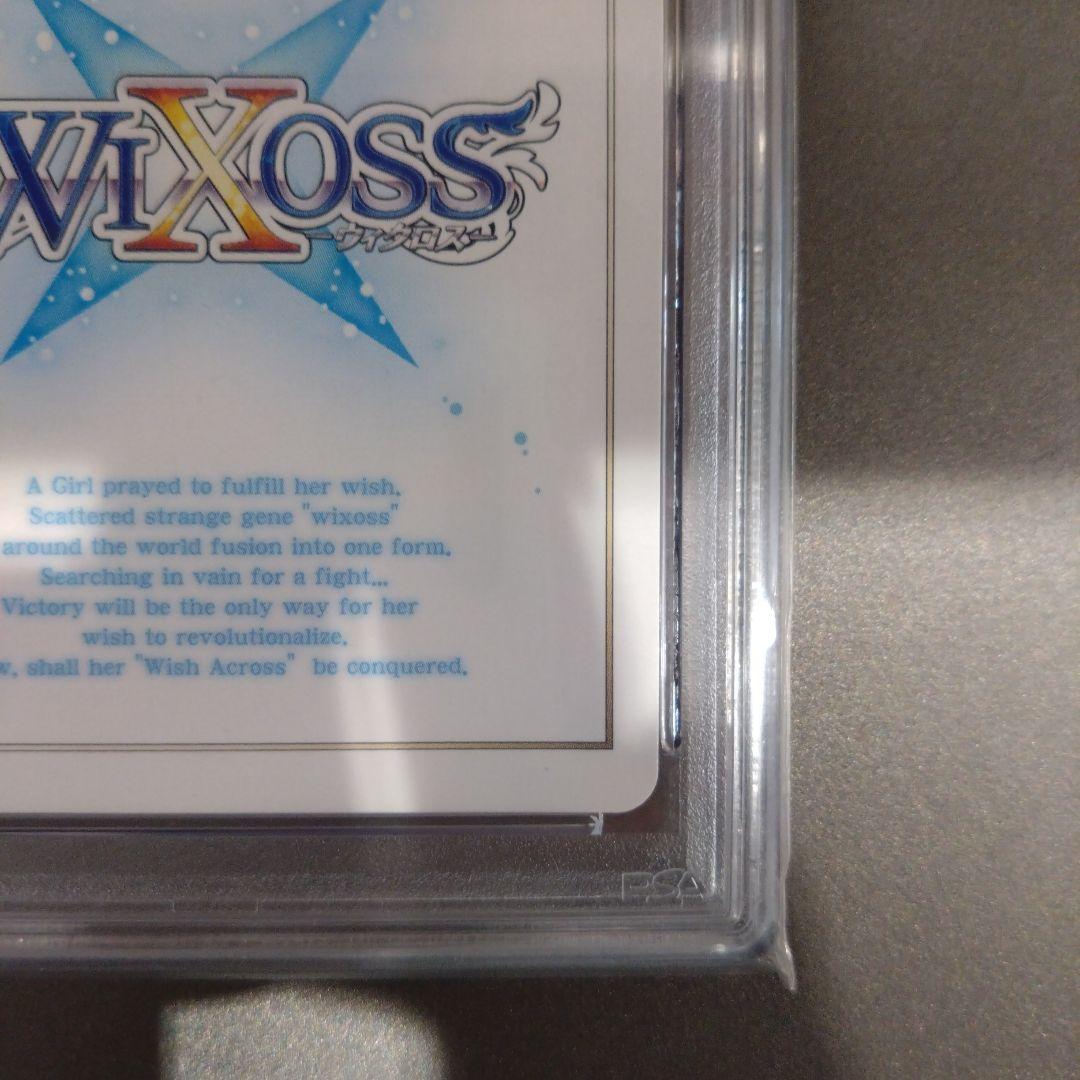 WIXOSS
ーウィクロスー
A Girl prayed to fulfill her wish.
Scattered strange gene "wixoss"
around the world fusion into one form.
Searching in vain for a fight...
Victory will be the only way for her
wish to revolutionalize.
shall her "Wish Across" be conquered.
PSA